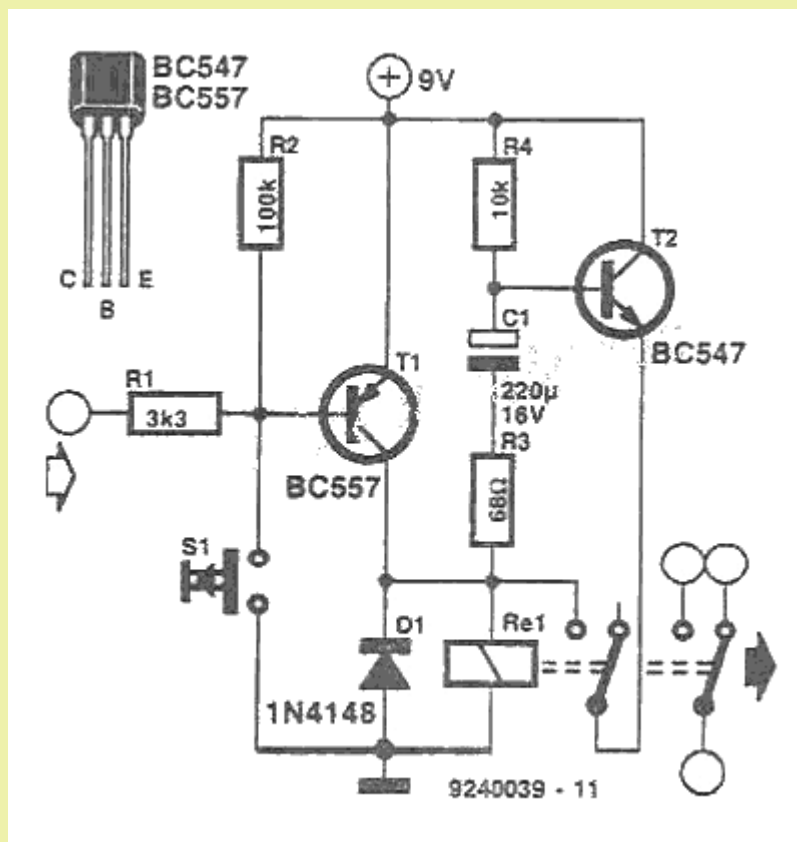 BC547
BC557
9V
R2
100k
R4
10k
T2
C B E
BC547
C1
220µ
16V
T1
R1
3k3
BC557
R3
68Ω
S1
D1
Re1
1N4148
9240039 - 11